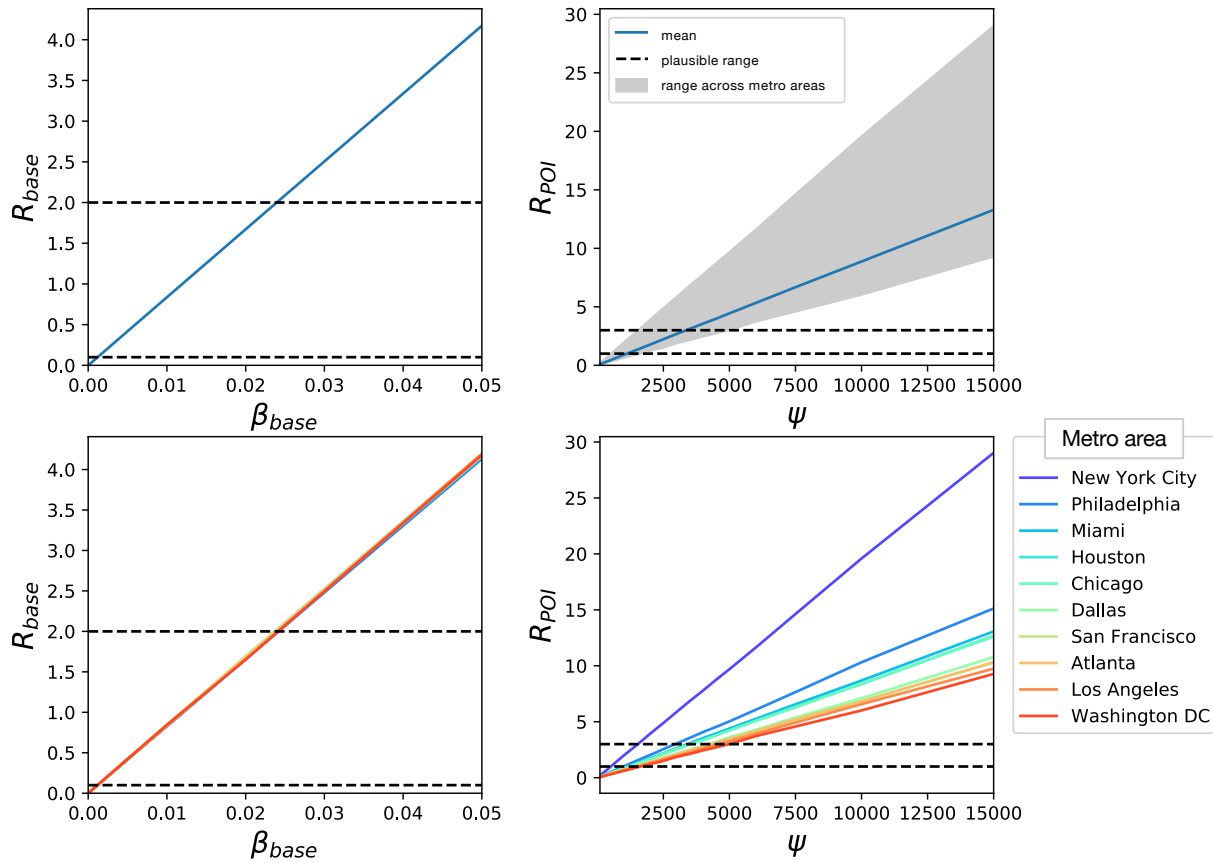 4.0
3.5
3.0
2.5
2.0
1.5
1.0
0.5
0.0
R_base
0.00 0.01 0.02 0.03 0.04 0.05
β_base
30
25
20
15
10
5
0
R_POI
mean
plausible range
range across metro areas
2500 5000 7500 10000 12500 15000
ψ
4.0
3.5
3.0
2.5
2.0
1.5
1.0
0.5
0.0
R_base
0.00 0.01 0.02 0.03 0.04 0.05
β_base
30
25
20
15
10
5
0
R_POI
2500 5000 7500 10000 12500 15000
ψ
Metro area
New York City
Philadelphia
Miami
Houston
Chicago
Dallas
San Francisco
Atlanta
Los Angeles
Washington DC